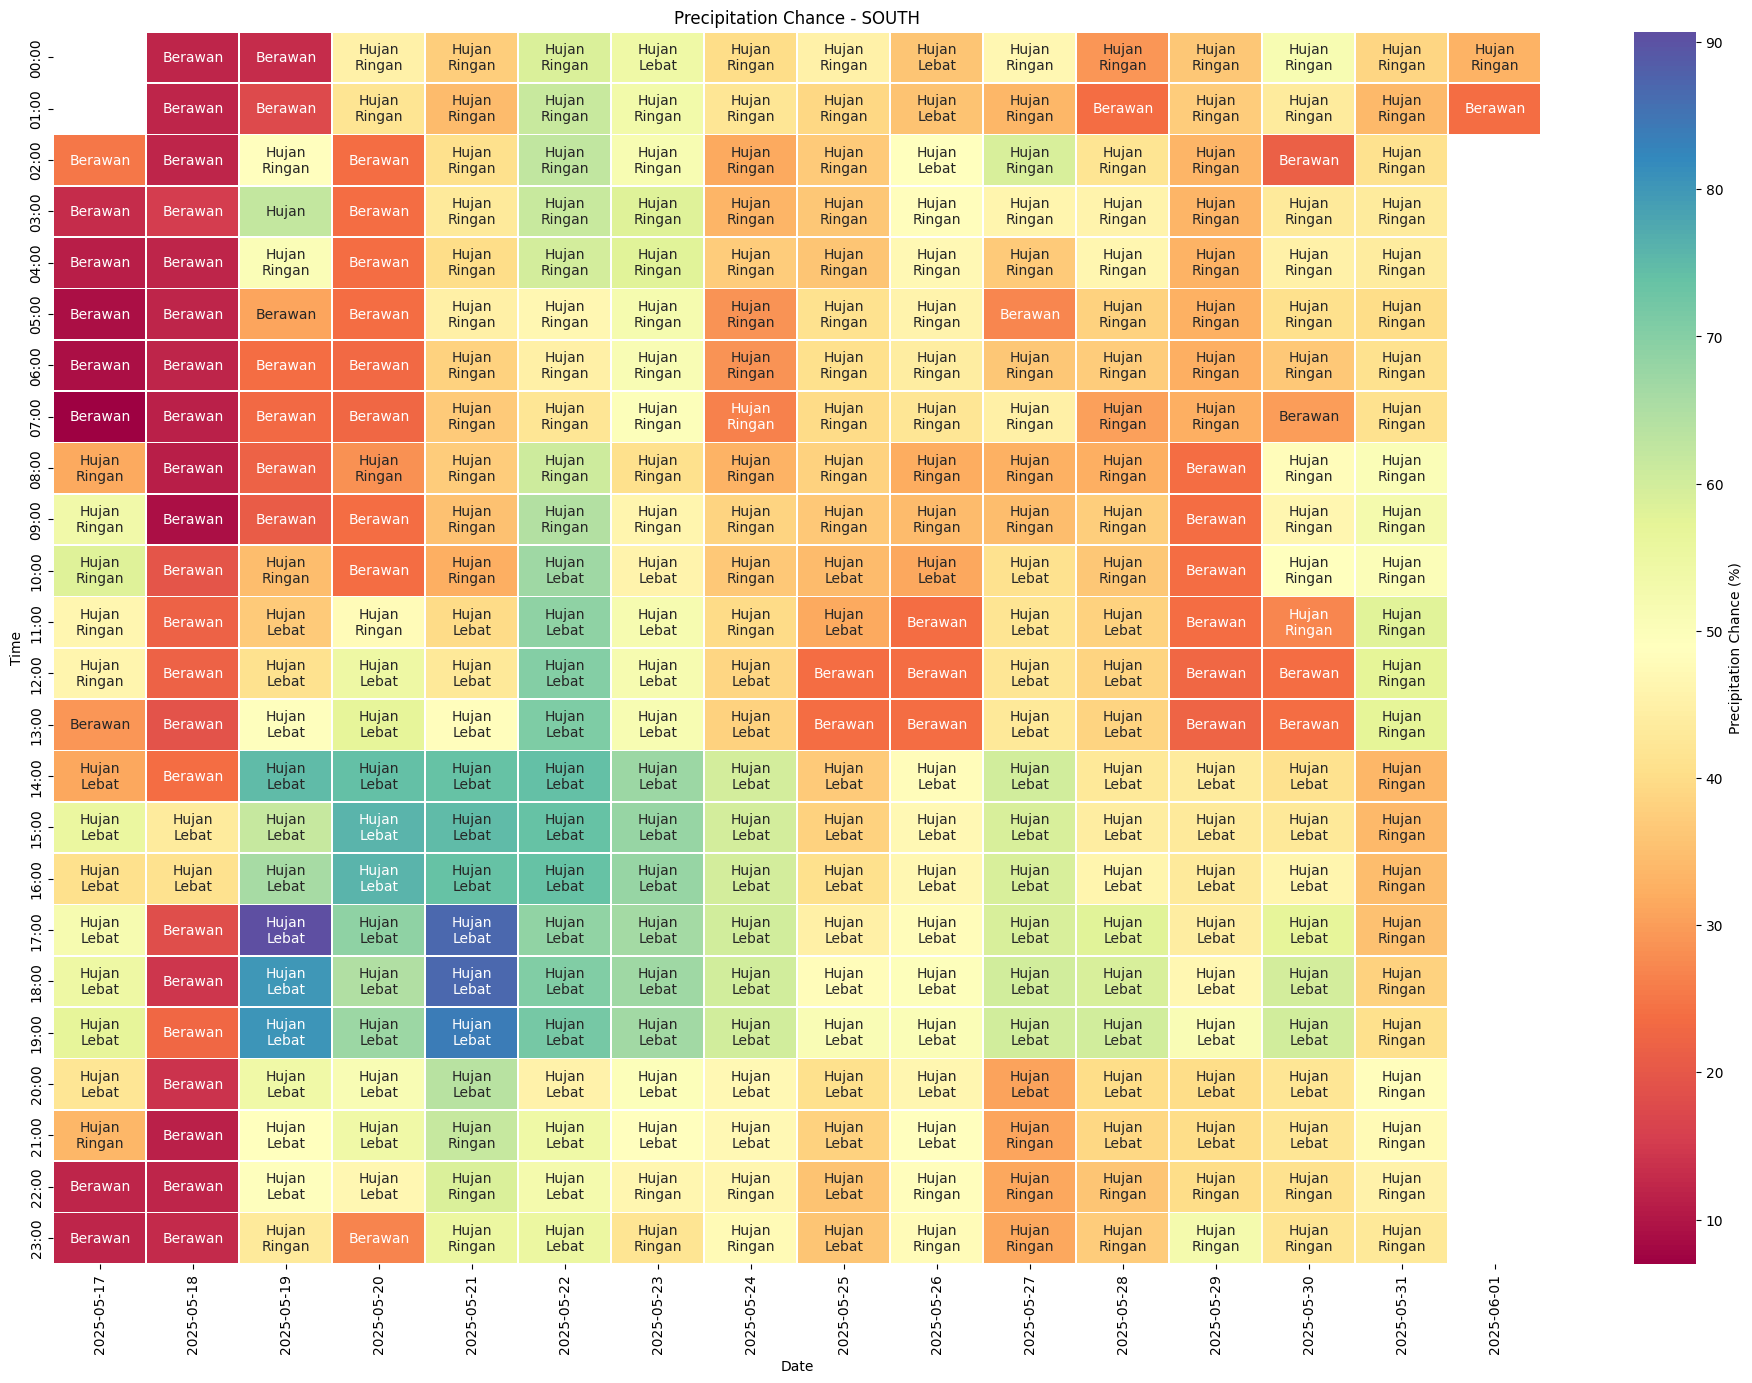 Precipitation Chance - SOUTH
00:00 Berawan Berawan Hujan Ringan Hujan Ringan Hujan Ringan Hujan Lebat Hujan Ringan Hujan Ringan Hujan Lebat Hujan Ringan Hujan Ringan Hujan Ringan Hujan Ringan Hujan Ringan Hujan Ringan
01:00 Berawan Berawan Hujan Ringan Hujan Ringan Hujan Ringan Hujan Ringan Hujan Ringan Hujan Ringan Hujan Lebat Hujan Ringan Berawan Hujan Ringan Hujan Ringan Hujan Ringan Berawan
02:00 Berawan Berawan Hujan Ringan Berawan Hujan Ringan Hujan Ringan Hujan Ringan Hujan Ringan Hujan Ringan Hujan Lebat Hujan Ringan Hujan Ringan Hujan Ringan Berawan Hujan Ringan
03:00 Berawan Berawan Hujan Berawan Hujan Ringan Hujan Ringan Hujan Ringan Hujan Ringan Hujan Ringan Hujan Ringan Hujan Ringan Hujan Ringan Hujan Ringan Hujan Ringan Hujan Ringan
04:00 Berawan Berawan Hujan Ringan Berawan Hujan Ringan Hujan Ringan Hujan Ringan Hujan Ringan Hujan Ringan Hujan Ringan Hujan Ringan Hujan Ringan Hujan Ringan Hujan Ringan Hujan Ringan
05:00 Berawan Berawan Berawan Berawan Hujan Ringan Hujan Ringan Hujan Ringan Hujan Ringan Hujan Ringan Hujan Ringan Berawan Hujan Ringan Hujan Ringan Hujan Ringan Hujan Ringan
06:00 Berawan Berawan Berawan Berawan Hujan Ringan Hujan Ringan Hujan Ringan Hujan Ringan Hujan Ringan Hujan Ringan Hujan Ringan Hujan Ringan Hujan Ringan Hujan Ringan Hujan Ringan
07:00 Berawan Berawan Berawan Berawan Hujan Ringan Hujan Ringan Hujan Ringan Hujan Ringan Hujan Ringan Hujan Ringan Hujan Ringan Hujan Ringan Hujan Ringan Berawan Hujan Ringan
08:00 Hujan Ringan Berawan Berawan Hujan Ringan Hujan Ringan Hujan Ringan Hujan Ringan Hujan Ringan Hujan Ringan Hujan Ringan Hujan Ringan Hujan Ringan Berawan Hujan Ringan Hujan Ringan
09:00 Hujan Ringan Berawan Berawan Berawan Hujan Ringan Hujan Ringan Hujan Ringan Hujan Ringan Hujan Ringan Hujan Ringan Hujan Ringan Hujan Ringan Berawan Hujan Ringan Hujan Ringan
10:00 Hujan Ringan Berawan Hujan Ringan Berawan Hujan Ringan Hujan Lebat Hujan Lebat Hujan Ringan Hujan Lebat Hujan Lebat Hujan Lebat Hujan Ringan Berawan Hujan Ringan Hujan Ringan
11:00 Hujan Ringan Berawan Hujan Lebat Hujan Ringan Hujan Lebat Hujan Lebat Hujan Lebat Hujan Ringan Hujan Lebat Berawan Hujan Lebat Hujan Lebat Berawan Hujan Ringan Hujan Ringan
12:00 Hujan Ringan Berawan Hujan Lebat Hujan Lebat Hujan Lebat Hujan Lebat Hujan Lebat Hujan Lebat Berawan Berawan Hujan Lebat Hujan Lebat Berawan Berawan Hujan Ringan
13:00 Berawan Berawan Hujan Lebat Hujan Lebat Hujan Lebat Hujan Lebat Hujan Lebat Hujan Lebat Berawan Berawan Hujan Lebat Hujan Lebat Berawan Berawan Hujan Ringan
14:00 Hujan Lebat Berawan Hujan Lebat Hujan Lebat Hujan Lebat Hujan Lebat Hujan Lebat Hujan Lebat Hujan Lebat Hujan Lebat Hujan Lebat Hujan Lebat Hujan Lebat Hujan Lebat Hujan Ringan
15:00 Hujan Lebat Hujan Lebat Hujan Lebat Hujan Lebat Hujan Lebat Hujan Lebat Hujan Lebat Hujan Lebat Hujan Lebat Hujan Lebat Hujan Lebat Hujan Lebat Hujan Lebat Hujan Lebat Hujan Ringan
16:00 Hujan Lebat Hujan Lebat Hujan Lebat Hujan Lebat Hujan Lebat Hujan Lebat Hujan Lebat Hujan Lebat Hujan Lebat Hujan Lebat Hujan Lebat Hujan Lebat Hujan Lebat Hujan Lebat Hujan Ringan
17:00 Hujan Lebat Berawan Hujan Lebat Hujan Lebat Hujan Lebat Hujan Lebat Hujan Lebat Hujan Lebat Hujan Lebat Hujan Lebat Hujan Lebat Hujan Lebat Hujan Lebat Hujan Lebat Hujan Ringan
18:00 Hujan Lebat Berawan Hujan Lebat Hujan Lebat Hujan Lebat Hujan Lebat Hujan Lebat Hujan Lebat Hujan Lebat Hujan Lebat Hujan Lebat Hujan Lebat Hujan Lebat Hujan Lebat Hujan Ringan
19:00 Hujan Lebat Berawan Hujan Lebat Hujan Lebat Hujan Lebat Hujan Lebat Hujan Lebat Hujan Lebat Hujan Lebat Hujan Lebat Hujan Lebat Hujan Lebat Hujan Lebat Hujan Lebat Hujan Ringan
20:00 Hujan Lebat Berawan Hujan Lebat Hujan Lebat Hujan Lebat Hujan Lebat Hujan Lebat Hujan Lebat Hujan Lebat Hujan Lebat Hujan Lebat Hujan Lebat Hujan Lebat Hujan Lebat Hujan Ringan
21:00 Hujan Ringan Berawan Hujan Lebat Hujan Lebat Hujan Ringan Hujan Lebat Hujan Lebat Hujan Lebat Hujan Lebat Hujan Lebat Hujan Ringan Hujan Lebat Hujan Lebat Hujan Lebat Hujan Ringan
22:00 Berawan Berawan Hujan Lebat Hujan Lebat Hujan Ringan Hujan Lebat Hujan Ringan Hujan Ringan Hujan Lebat Hujan Ringan Hujan Ringan Hujan Ringan Hujan Ringan Hujan Ringan Hujan Ringan
23:00 Berawan Berawan Hujan Ringan Berawan Hujan Ringan Hujan Lebat Hujan Ringan Hujan Ringan Hujan Lebat Hujan Ringan Hujan Ringan Hujan Ringan Hujan Ringan Hujan Ringan Hujan Ringan
Time
2025-05-17 2025-05-18 2025-05-19 2025-05-20 2025-05-21 2025-05-22 2025-05-23 2025-05-24 2025-05-25 2025-05-26 2025-05-27 2025-05-28 2025-05-29 2025-05-30 2025-05-31 2025-06-01
Date
90
80
70
60
50
40
30
20
10
Precipitation Chance (%)